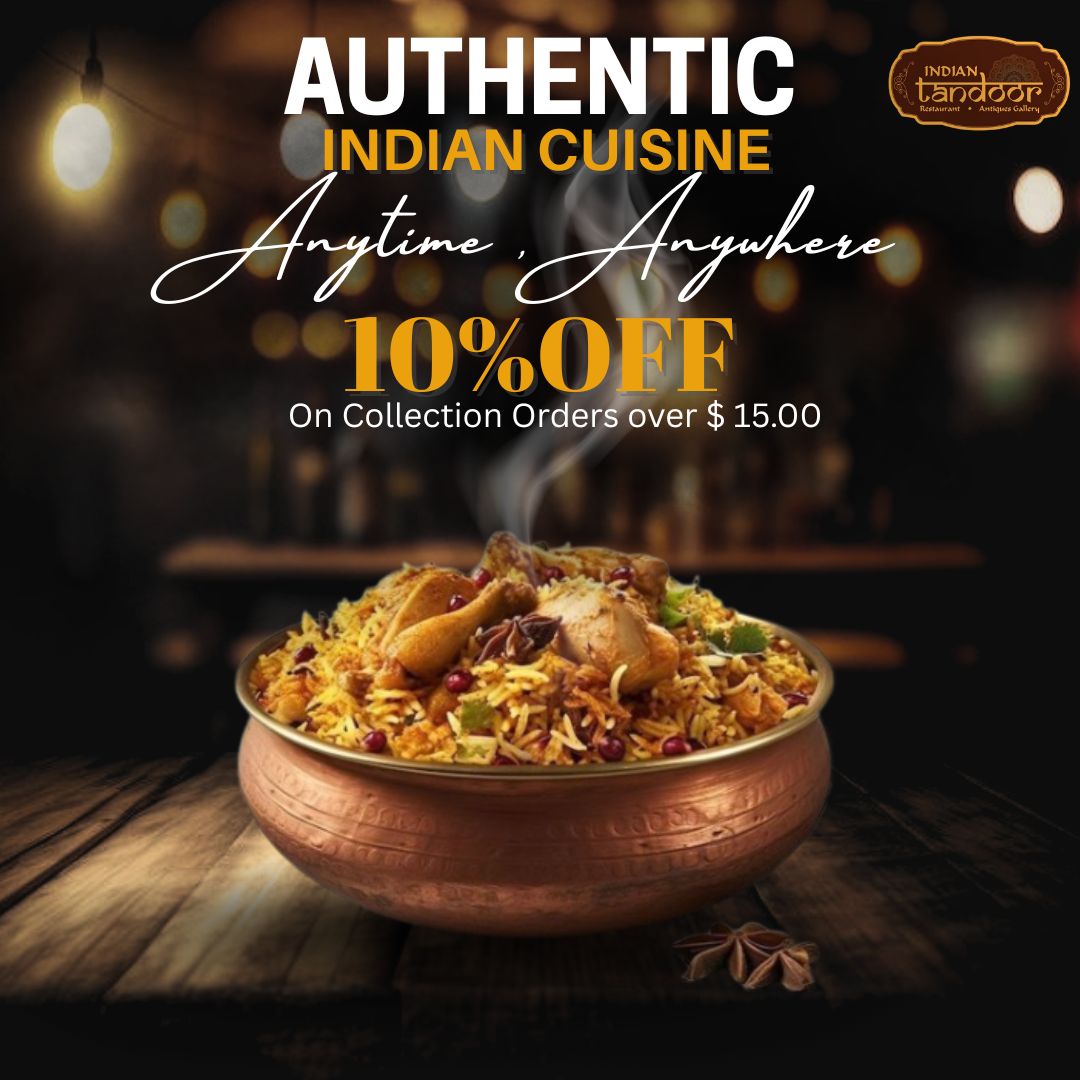 AUTHENTIC
INDIAN CUISINE
Anytime , Anywhere
10%OFF
On Collection Orders over $ 15.00
INDIAN
tandoor
Restaurant • Antiques Gallery